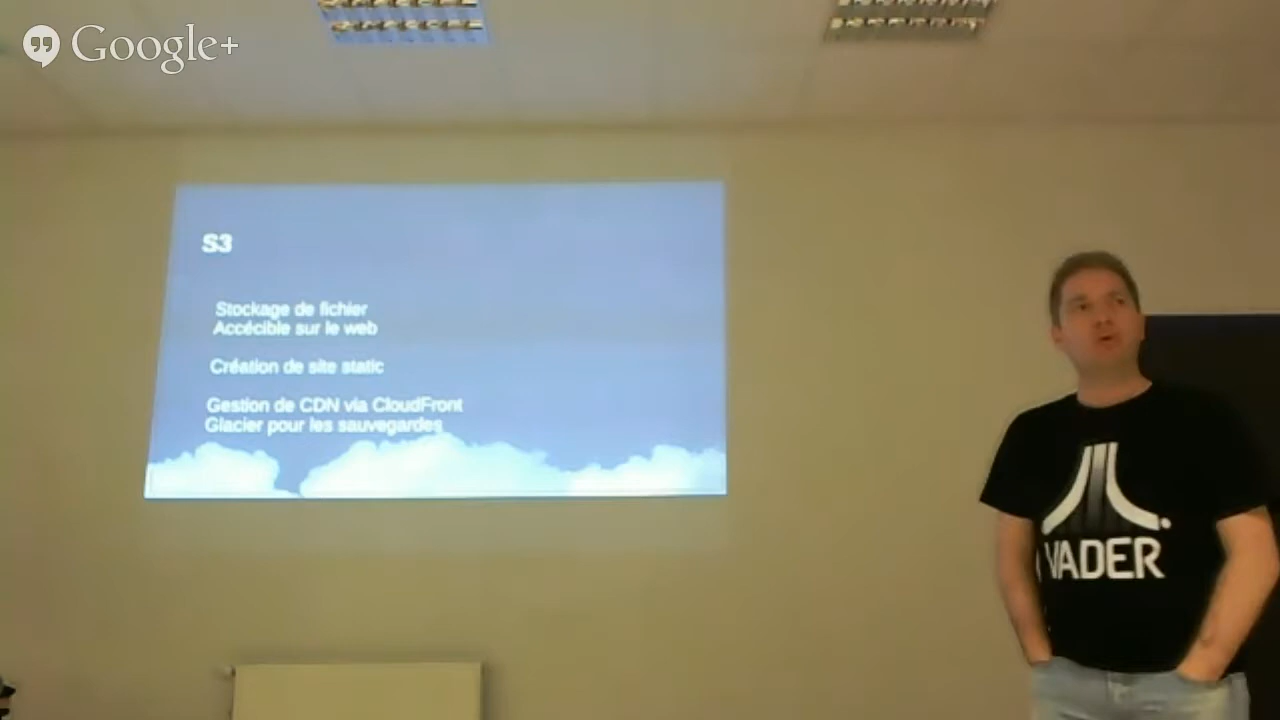 Google+
S3
Stockage de fichier
Accécible sur le web
Création de site static
Gestion de CDN via CloudFront
Glacier pour les sauvegardes
VADER